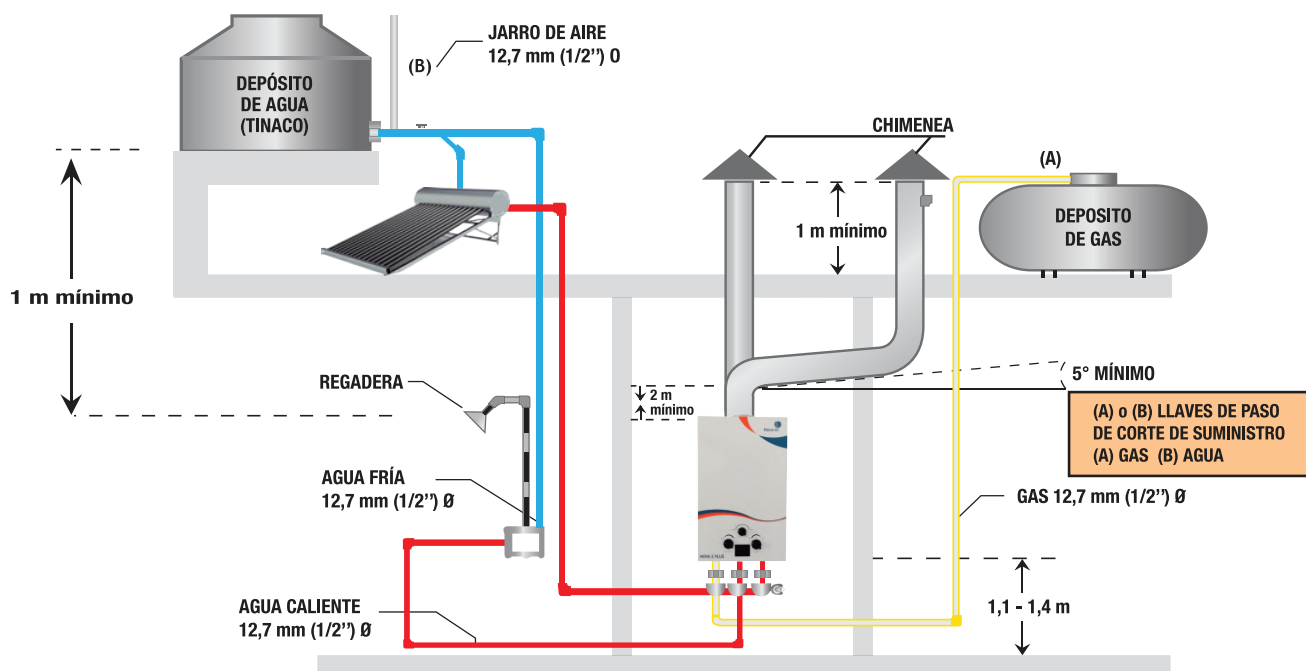 JARRO DE AIRE
12,7 mm (1/2’’) O
(B)
DEPÓSITO
DE AGUA
(TINACO)
CHIMENEA
(A)
DEPOSITO
DE GAS
1 m mínimo
1 m mínimo
REGADERA
2 m
mínimo
5° MÍNIMO
(A) o (B) LLAVES DE PASO
DE CORTE DE SUMINISTRO
(A) GAS (B) AGUA
AGUA FRÍA
12,7 mm (1/2’’) Ø
GAS 12,7 mm (1/2’’) Ø
AGUA CALIENTE
12,7 mm (1/2’’) Ø
1,1 - 1,4 m